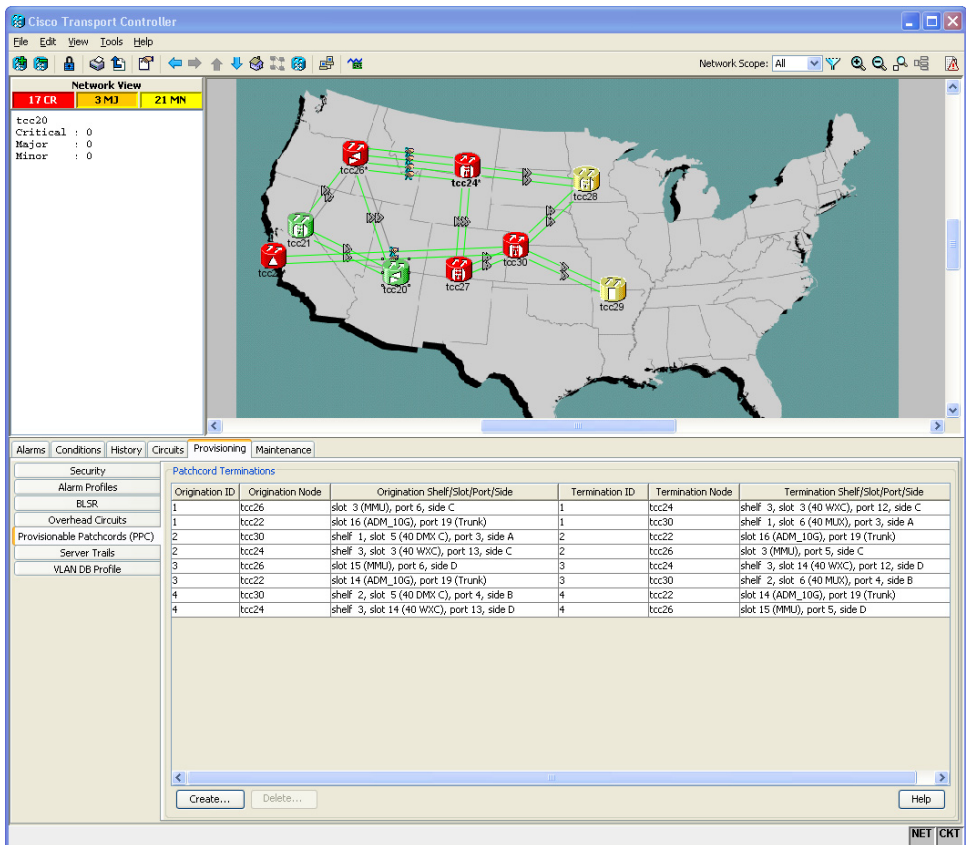 Cisco Transport Controller
File Edit View Tools Help
Network Scope: All
Network View
17 CR 3 MJ 21 MN
tcc20
Critical : 0
Major : 0
Minor : 0
tcc26*
tcc24*
tcc28
tcc21
tcc30
tcc20
tcc27
tcc29
Alarms Conditions History Circuits Provisioning Maintenance
Security
Alarm Profiles
BLSR
Overhead Circuits
Provisionable Patchcords (PPC)
Server Trails
VLAN DB Profile
Patchcord Terminations
Origination ID Origination Node Origination Shelf/Slot/Port/Side Termination ID Termination Node Termination Shelf/Slot/Port/Side
1 tcc26 slot 3 (MMU), port 6, side C 1 tcc24 shelf 3, slot 3 (40 WXC), port 12, side C
1 tcc22 slot 16 (ADM_10G), port 19 (Trunk) 1 tcc30 shelf 1, slot 6 (40 MUX), port 3, side A
2 tcc30 shelf 1, slot 5 (40 DMX C), port 3, side A 2 tcc22 slot 16 (ADM_10G), port 19 (Trunk)
2 tcc24 shelf 3, slot 3 (40 WXC), port 13, side C 2 tcc26 slot 3 (MMU), port 5, side C
3 tcc26 slot 15 (MMU), port 6, side D 3 tcc24 shelf 3, slot 14 (40 WXC), port 12, side D
3 tcc22 slot 14 (ADM_10G), port 19 (Trunk) 3 tcc30 shelf 2, slot 6 (40 MUX), port 4, side B
4 tcc30 shelf 2, slot 5 (40 DMX C), port 4, side B 4 tcc22 slot 14 (ADM_10G), port 19 (Trunk)
4 tcc24 shelf 3, slot 14 (40 WXC), port 13, side D 4 tcc26 slot 15 (MMU), port 5, side D
Create... Delete... Help
NET CKT